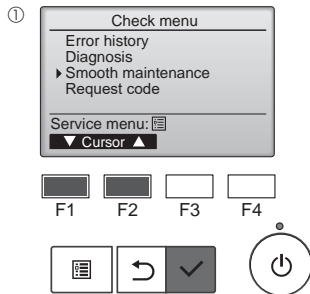 ①
Check menu
Error history
Diagnosis
Smooth maintenance
Request code
Service menu:
▼ Cursor ▲
F1 F2 F3 F4